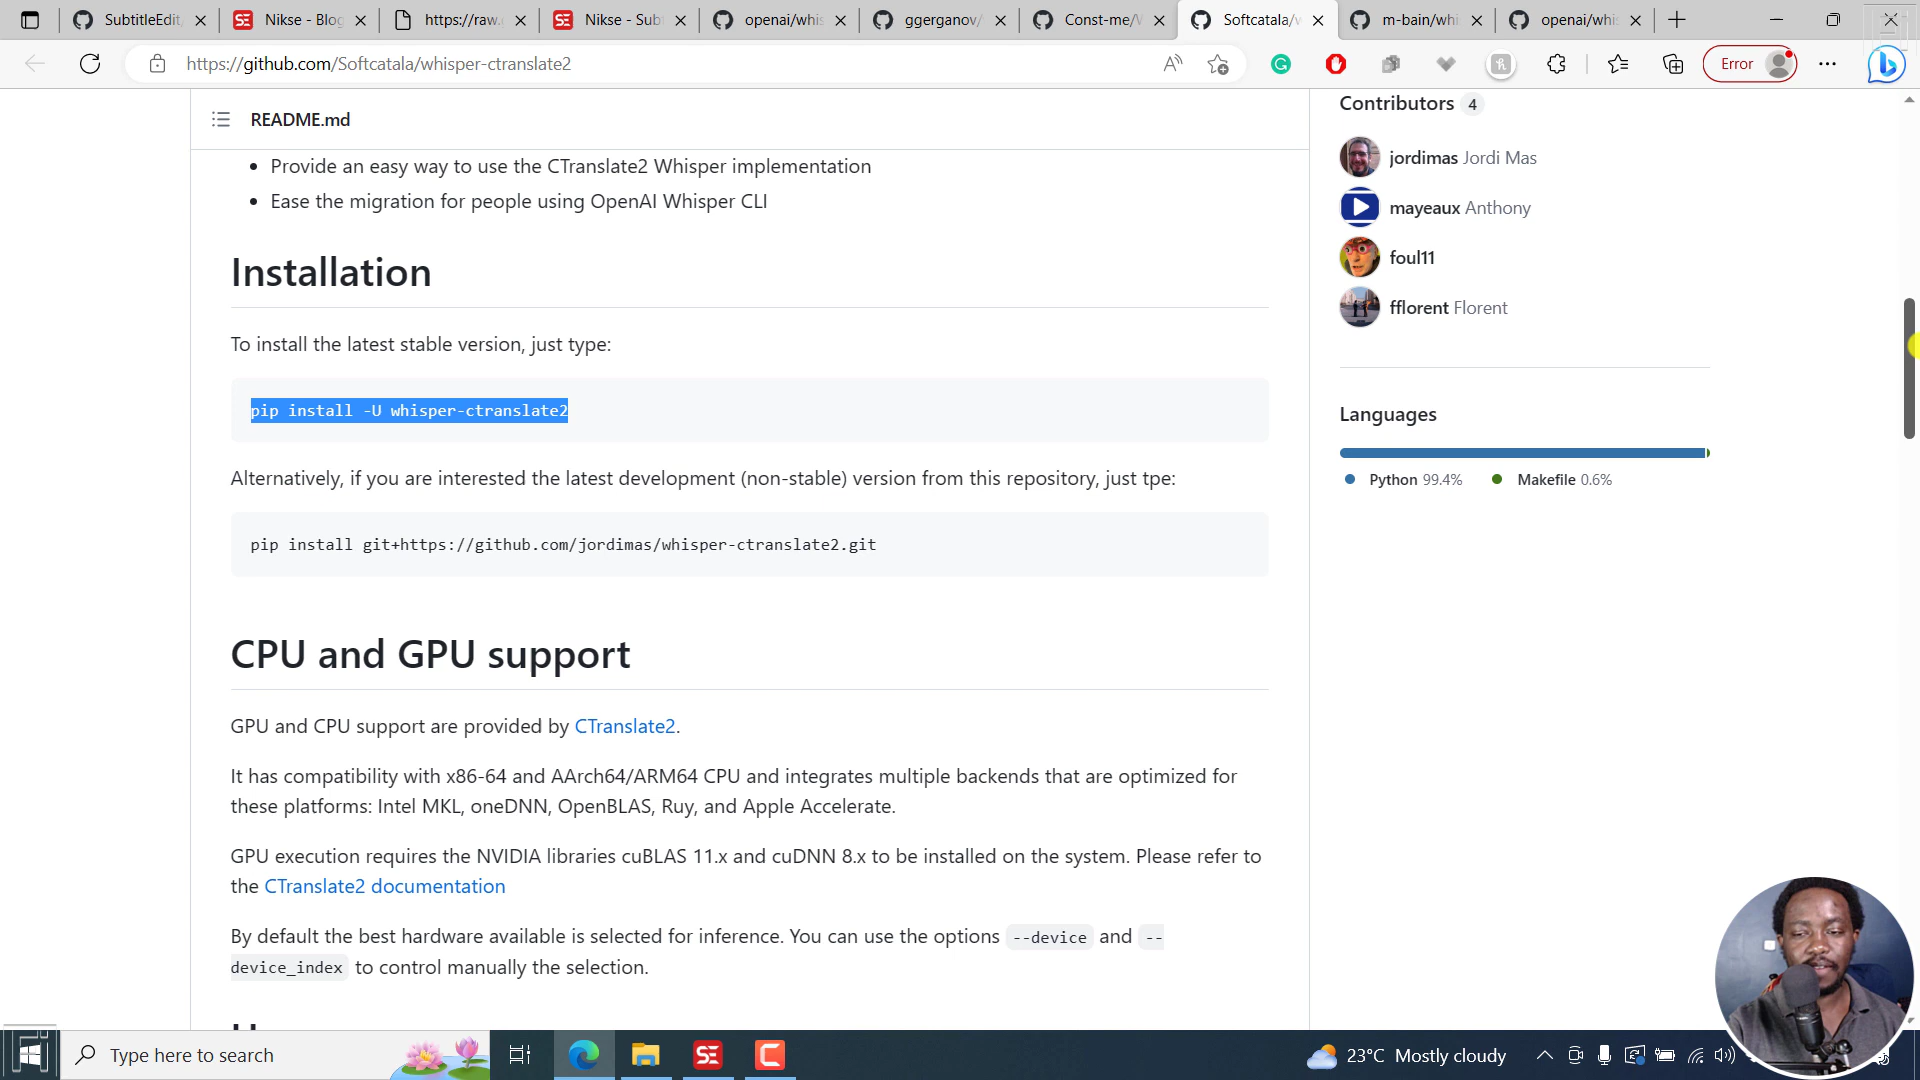 SubtitleEdit
Nikse - Blog
https://raw.
Nikse - Sub
openai/whis
ggerganov/
Const-me/W
Softcatala/w
m-bain/whi
openai/whis
https://github.com/Softcatala/whisper-ctranslate2
Error
README.md
Provide an easy way to use the CTranslate2 Whisper implementation
Ease the migration for people using OpenAI Whisper CLI
Installation
To install the latest stable version, just type:
pip install -U whisper-ctranslate2
Alternatively, if you are interested the latest development (non-stable) version from this repository, just tpe:
pip install git+https://github.com/jordimas/whisper-ctranslate2.git
CPU and GPU support
GPU and CPU support are provided by CTranslate2.
It has compatibility with x86-64 and AArch64/ARM64 CPU and integrates multiple backends that are optimized for
these platforms: Intel MKL, oneDNN, OpenBLAS, Ruy, and Apple Accelerate.
GPU execution requires the NVIDIA libraries cuBLAS 11.x and cuDNN 8.x to be installed on the system. Please refer to
the CTranslate2 documentation
By default the best hardware available is selected for inference. You can use the options --device and --
device_index to control manually the selection.
Contributors 4
jordimas Jordi Mas
mayeaux Anthony
foul11
fflorent Florent
Languages
Python 99.4% Makefile 0.6%
Type here to search
23°C Mostly cloudy